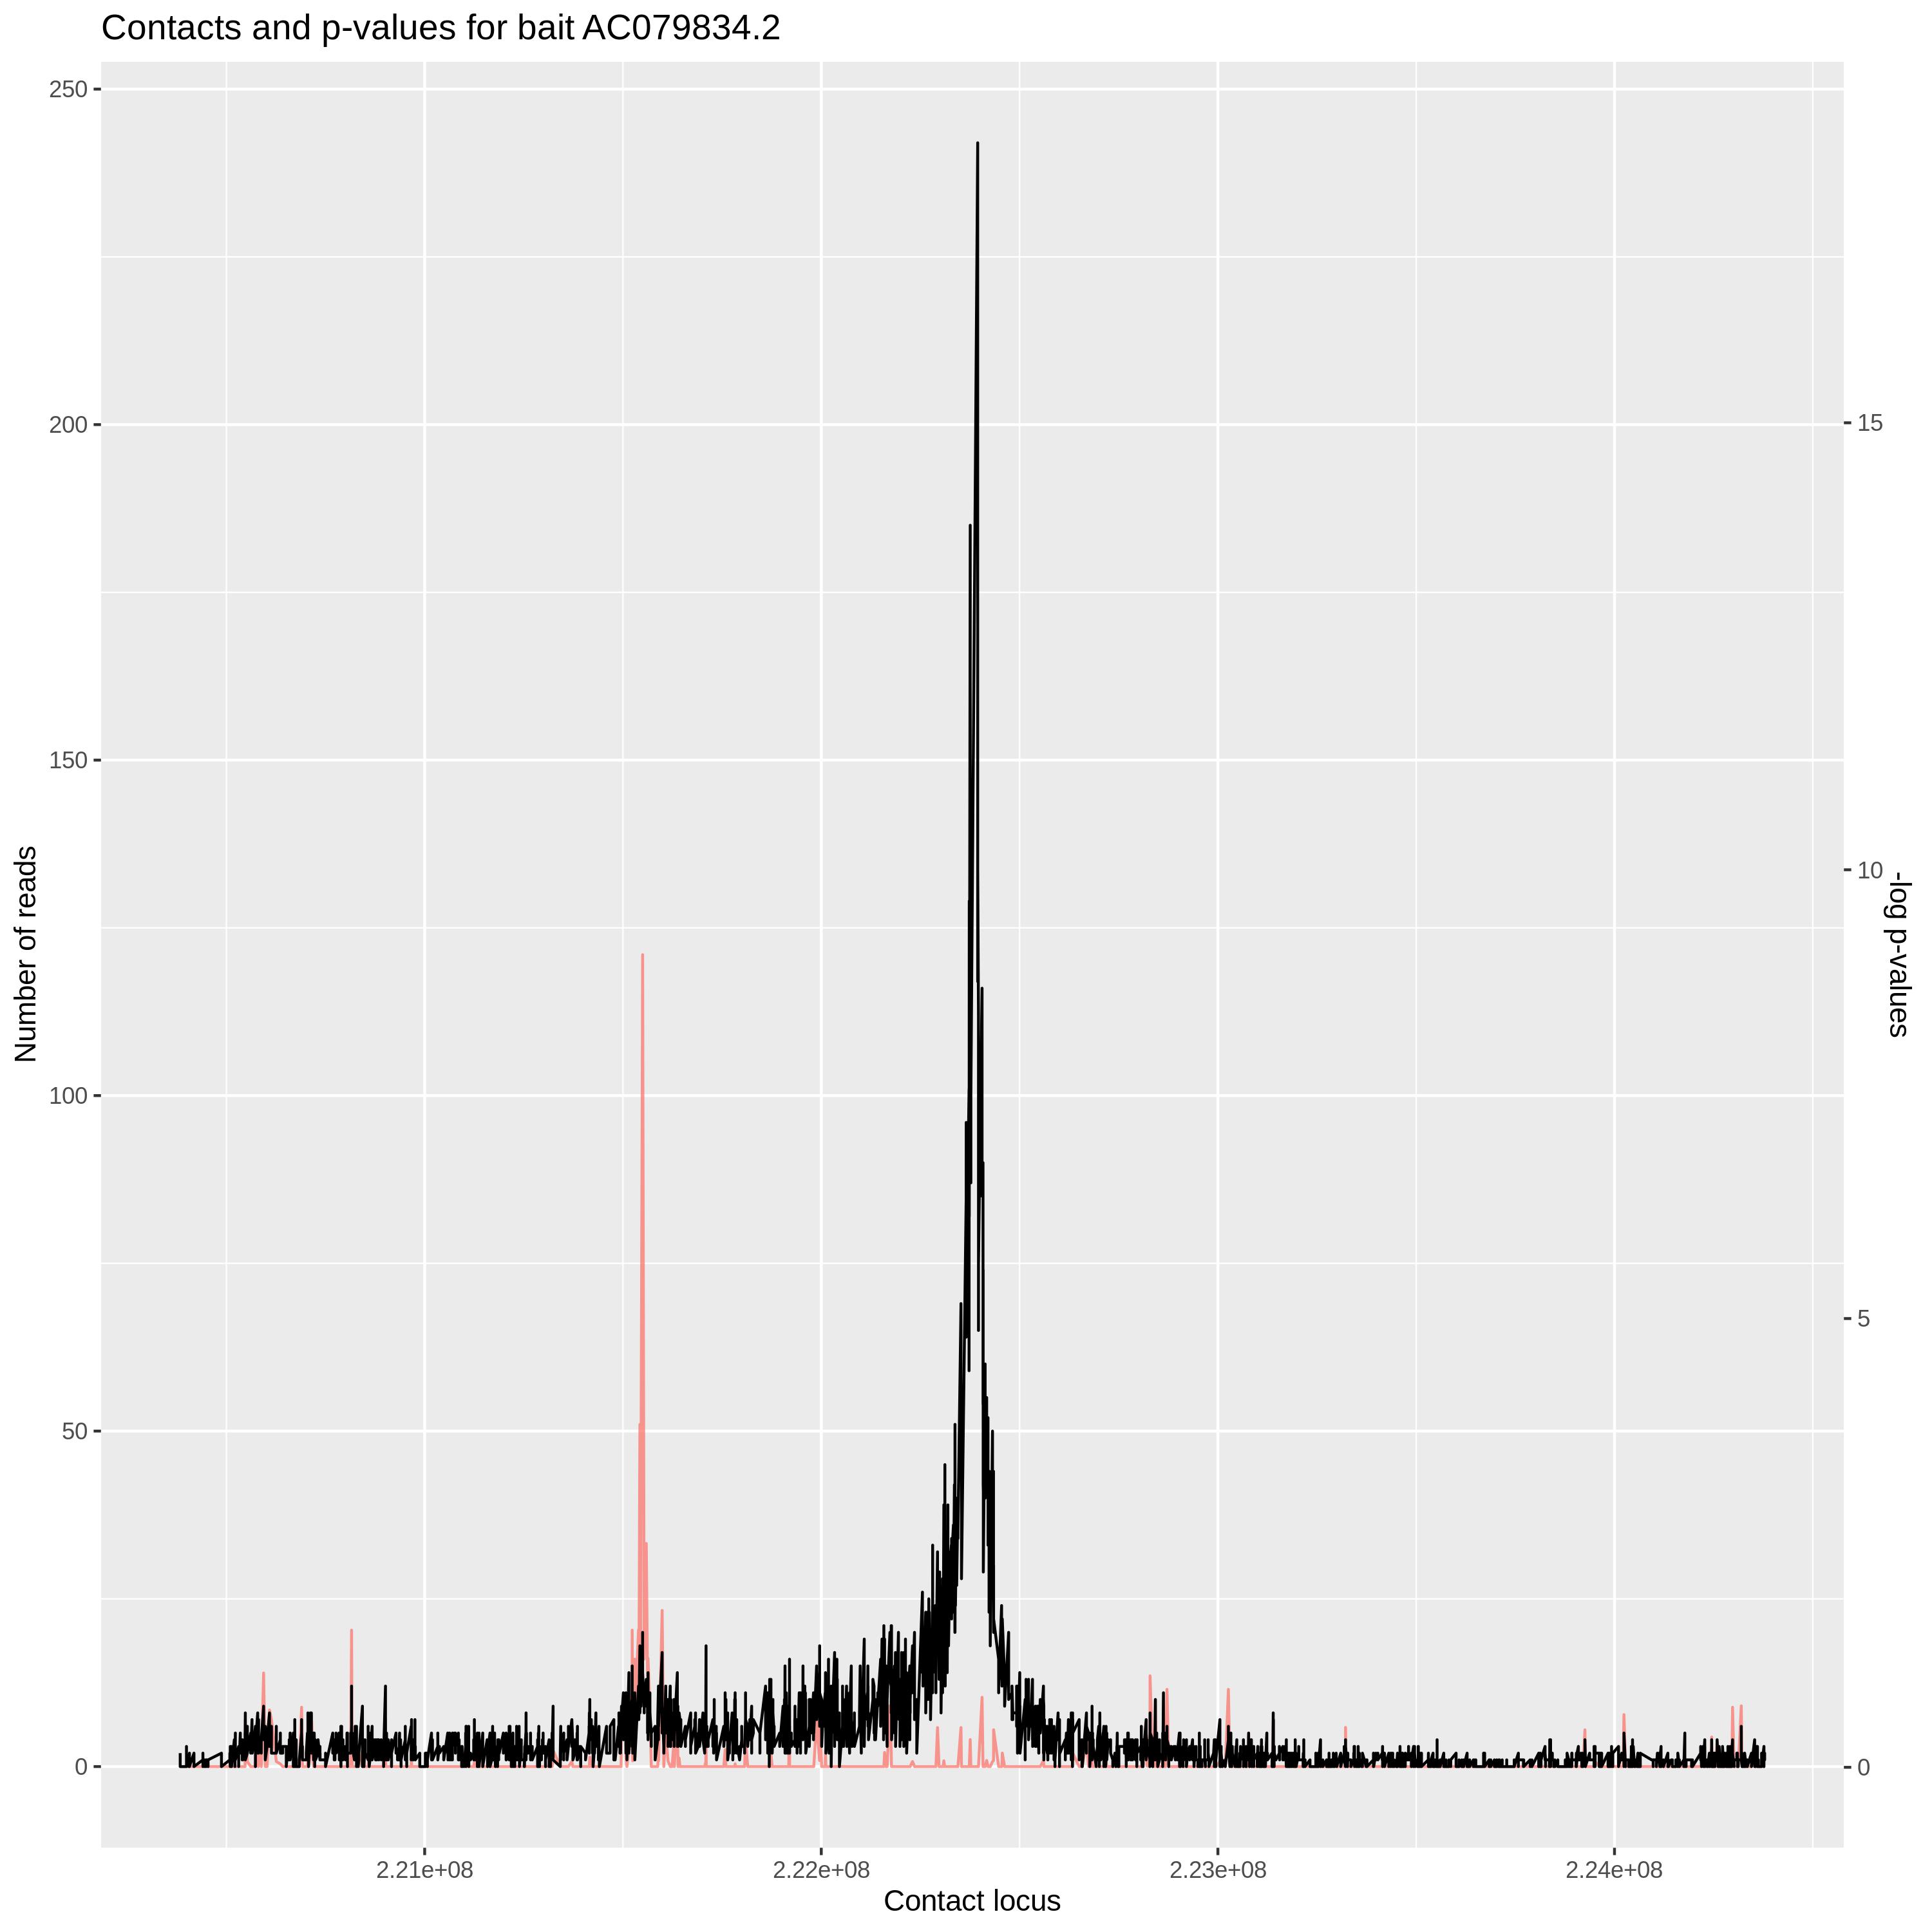 Contacts and p-values for bait AC079834.2
250
200
150
100
50
0
Number of reads
15
10
5
0
-log p-values
2.21e+08
2.22e+08
2.23e+08
2.24e+08
Contact locus